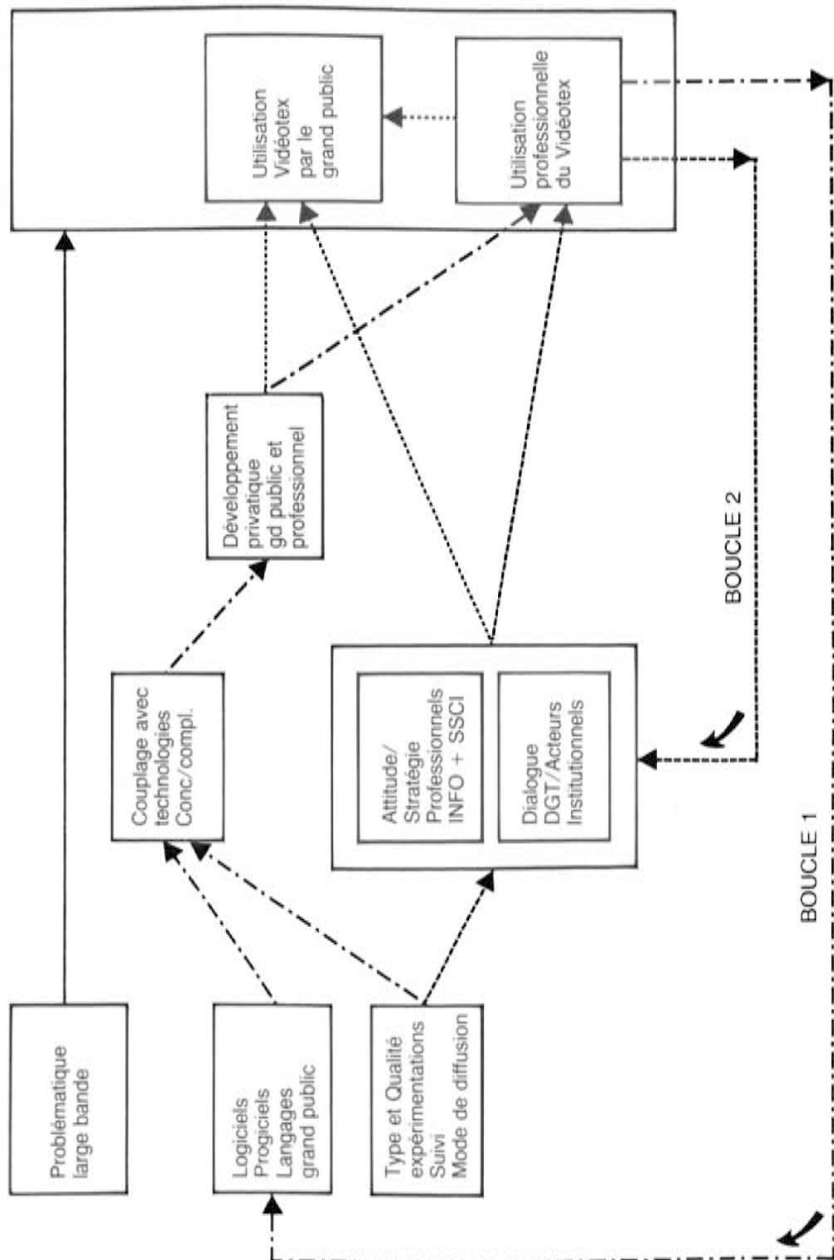 Problématique
large bande
Logiciels
Progiciels
Langages
grand public
Type et Qualité
expérimentations
Suivi
Mode de diffusion
Couplage avec
technologies
Conc/compl.
Attitude/
Stratégie
Professionnels
INFO + SSCI
Dialogue
DGT/Acteurs
Institutionnels
Développement
privatique
gd public et
professionnel
Utilisation
Vidéotex
par le
grand public
Utilisation
professionnelle
du Vidéotex
BOUCLE 2
BOUCLE 1